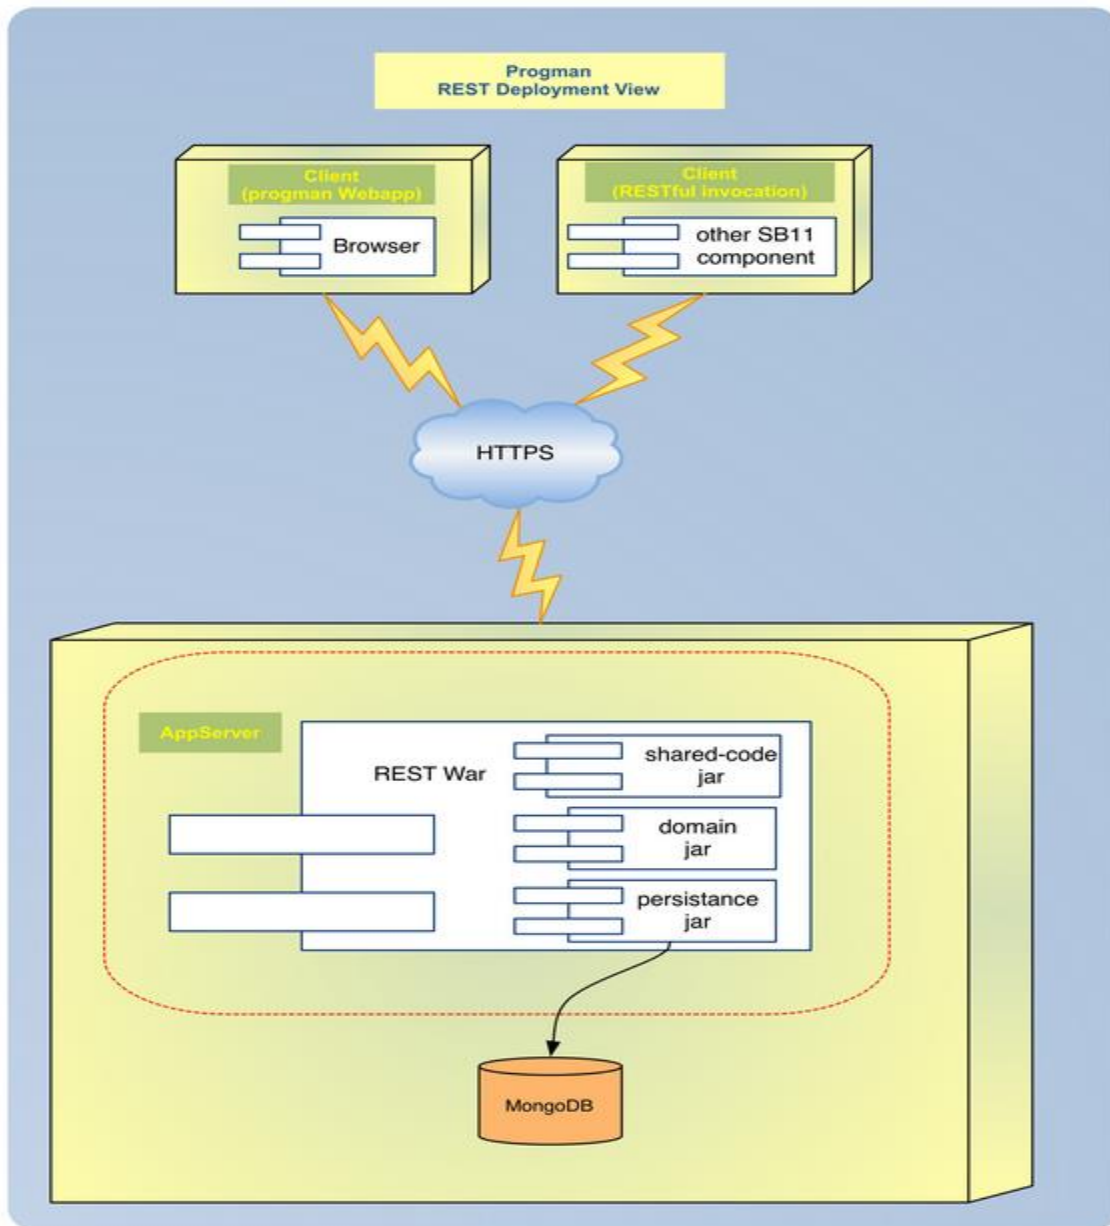 Progman
REST Deployment View
Client
(progman Webapp)
Browser
Client
(RESTful invocation)
other SB11
component
HTTPS
AppServer
REST War
shared-code
jar
domain
jar
persistance
jar
MongoDB